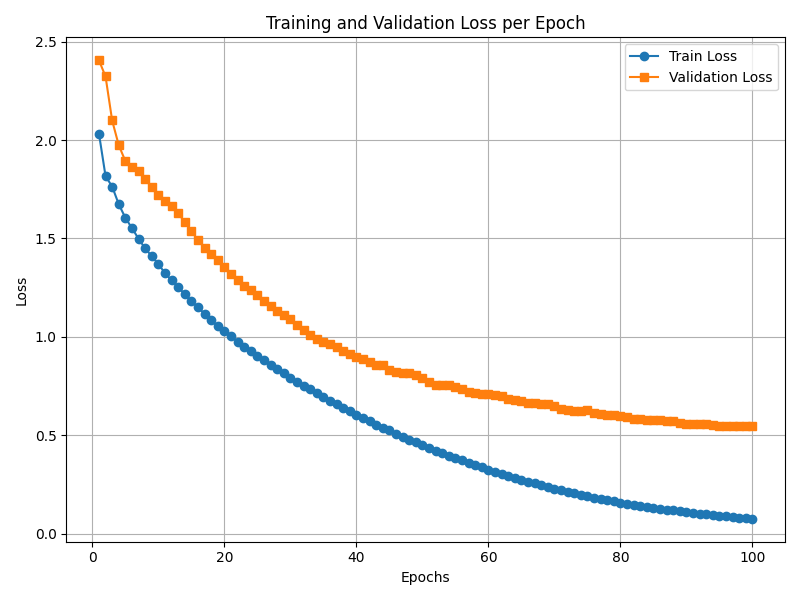 Training and Validation Loss per Epoch
2.5
2.0
1.5
1.0
0.5
0.0
Loss
Train Loss
Validation Loss
0 20 40 60 80 100
Epochs